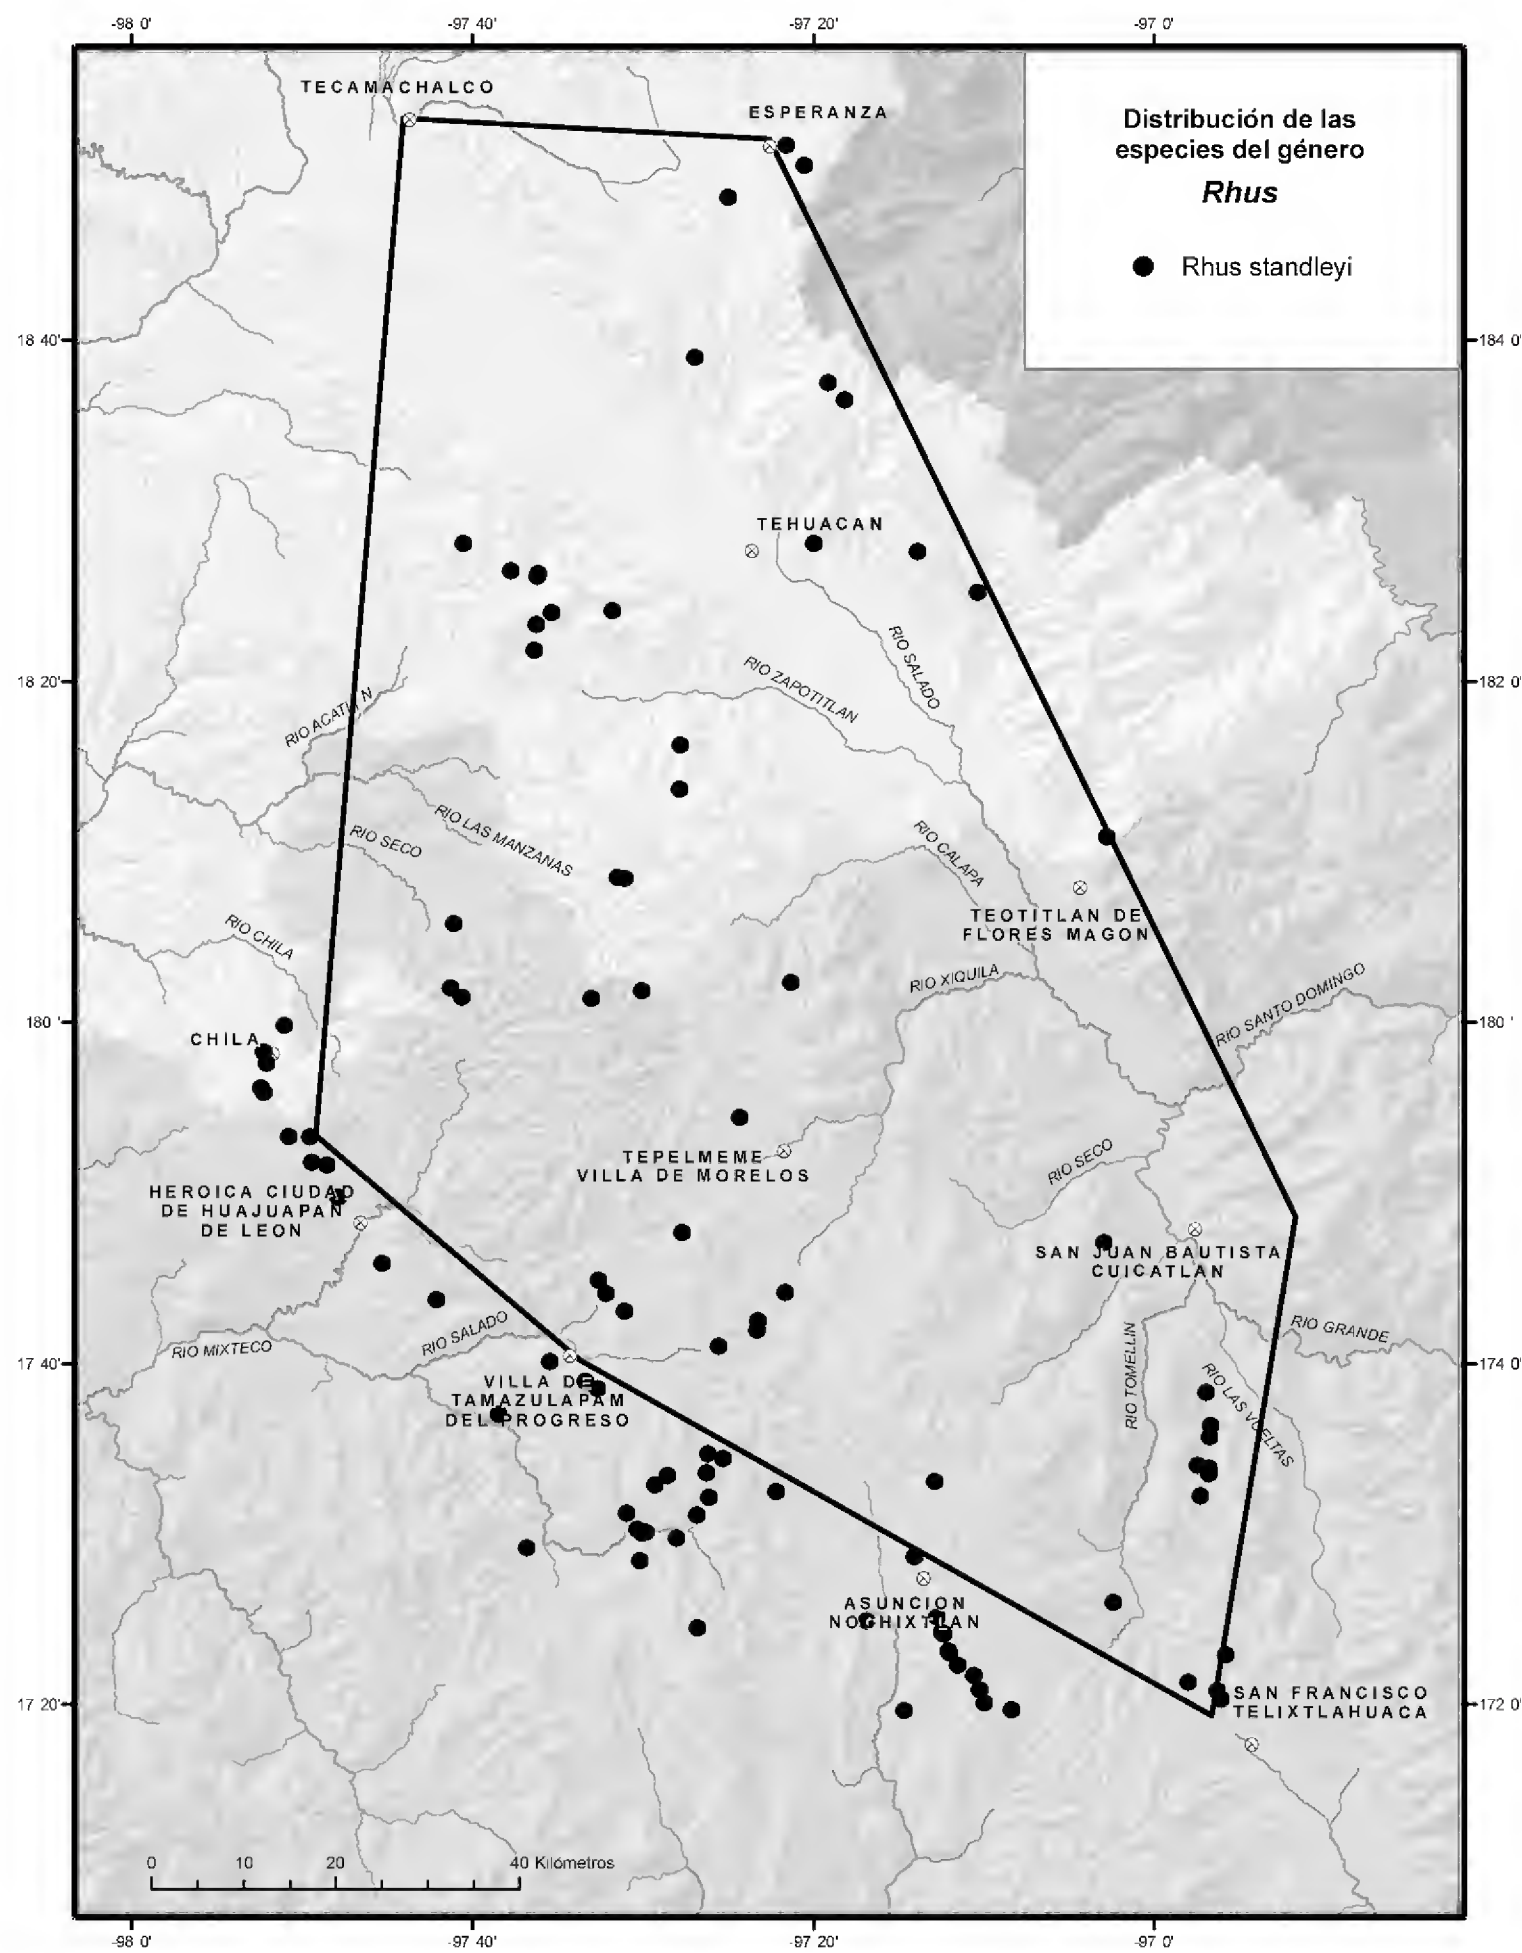 -98 0'
-97 40'
-97 20'
-97 0'
TECAMACHALCO
ESPERANZA
Distribución de las
especies del género
Rhus
Rhus standleyi
18 40'
184 0'
TEHUACAN
RIO SALADO
RIO ZAPOTITLAN
18 20'
182 0'
RIO LAS MANZANAS
RIO SECO
RIO CALAPA
TEOTITLAN DE
FLORES MAGON
RIO CHILA
RIO XIQUILA
RIO SANTO DOMINGO
180 '
180 '
CHILA
TEPELMEME
VILLA DE MORELOS
RIO SECO
HEROICA CIUDAD
DE HUAJUAPAN
DE LEON
SAN JUAN BAUTISTA
CUICATLAN
RIO SALADO
RIO MIXTECO
RIO GRANDE
17 40'
174 0'
RIO TOMELLIN
RIO LAS VUELTAS
VILLA DE
TAMAZULAPAM
DEL PROGRESO
ASUNCION
NOCHIXTLAN
17 20'
172 0'
SAN FRANCISCO
TELIXTLAHUACA
0 10 20 40 Kilómetros
-98 0'
-97 40'
-97 20'
-97 0'